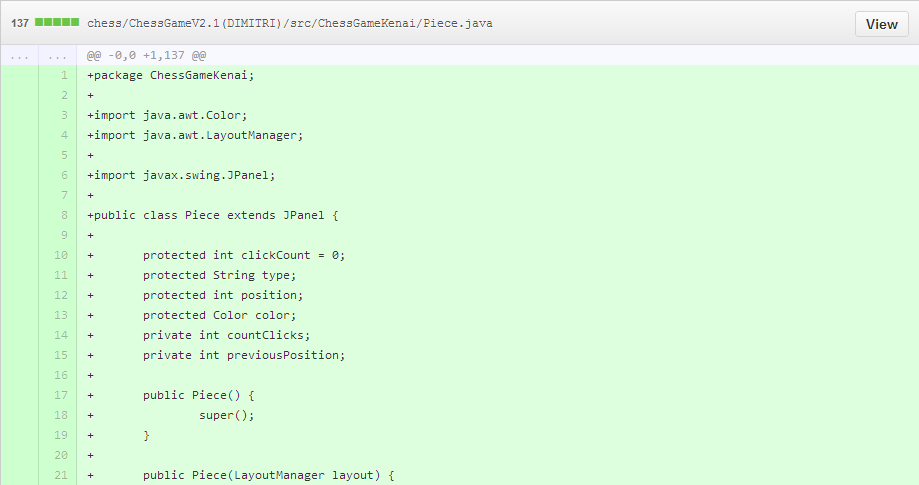 137 chess/ChessGameV2.1(DIMITRI)/src/ChessGameKenai/Piece.java View
... ... @@ -0,0 +1,137 @@
1 +package ChessGameKenai;
2 +
3 +import java.awt.Color;
4 +import java.awt.LayoutManager;
5 +
6 +import javax.swing.JPanel;
7 +
8 +public class Piece extends JPanel {
9 +
10 + protected int clickCount = 0;
11 + protected String type;
12 + protected int position;
13 + protected Color color;
14 + private int countClicks;
15 + private int previousPosition;
16 +
17 + public Piece() {
18 + super();
19 + }
20 +
21 + public Piece(LayoutManager layout) {